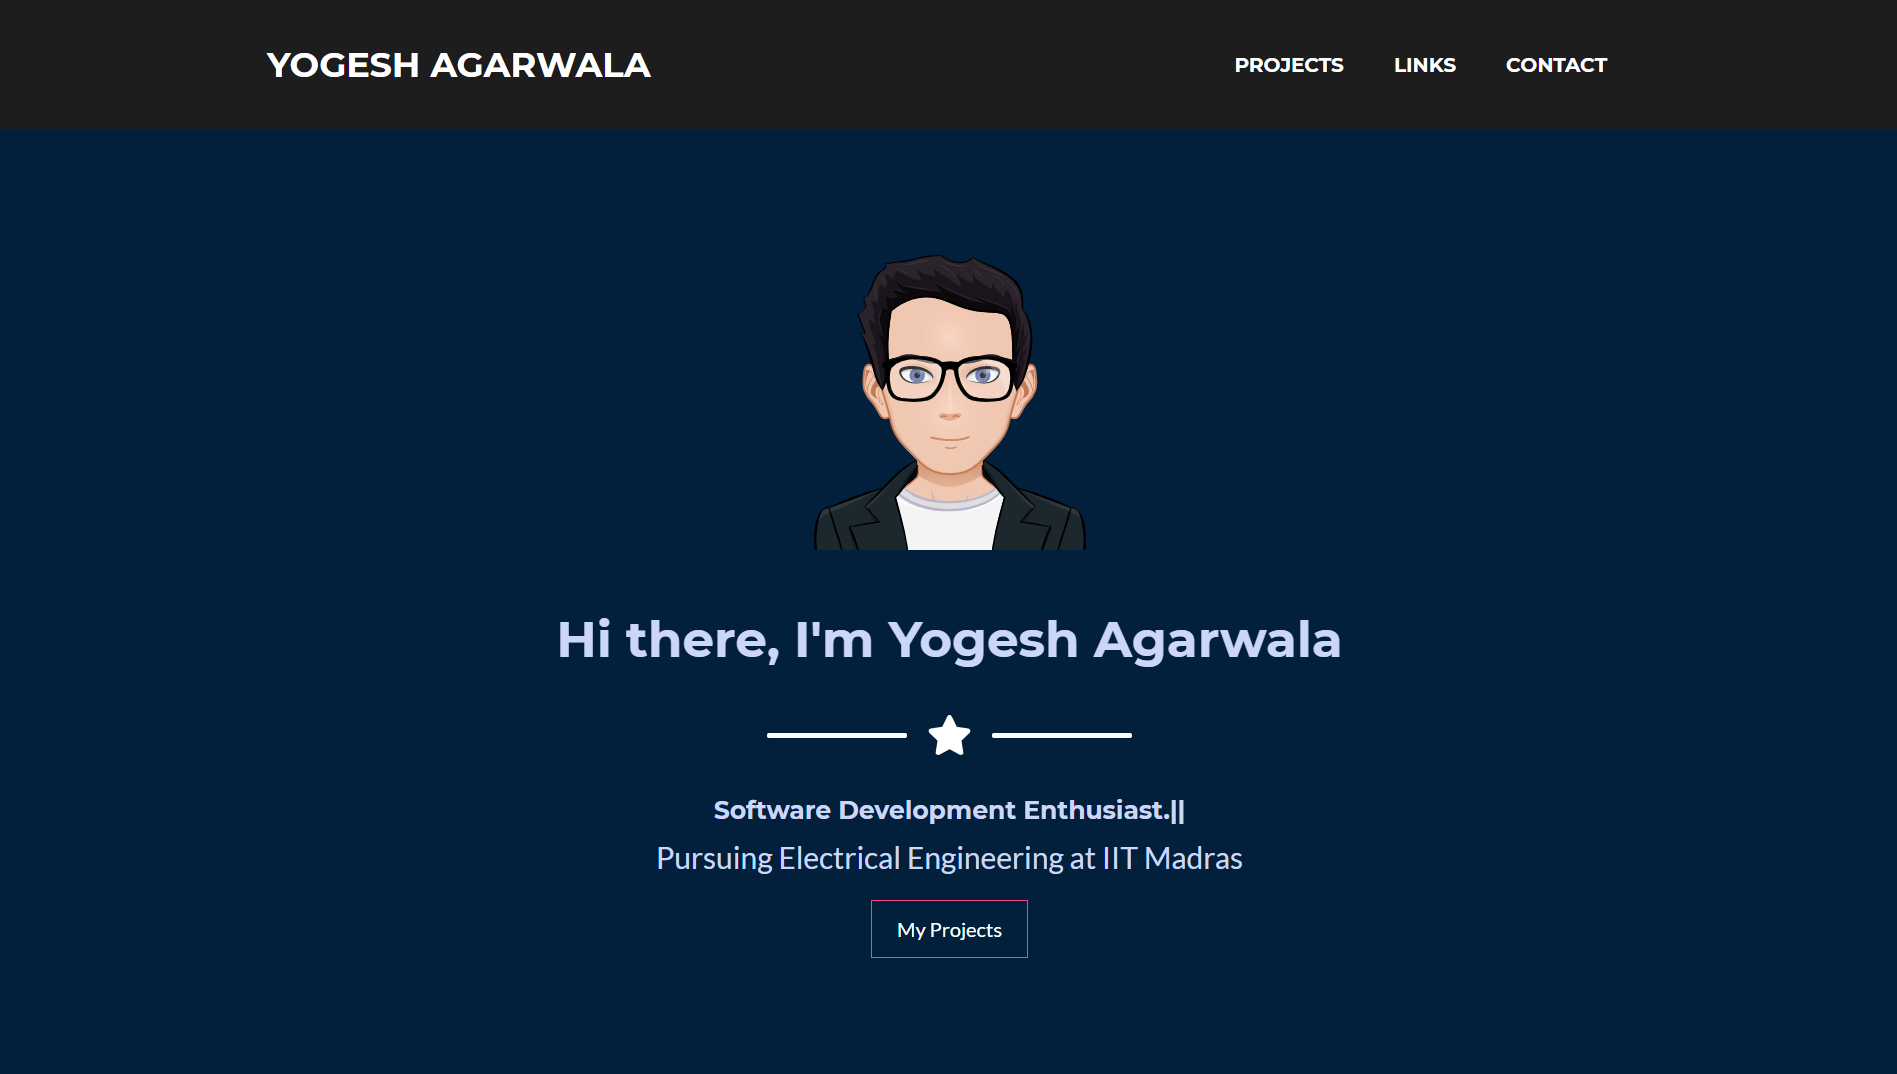 YOGESH AGARWALA
PROJECTS LINKS CONTACT
Hi there, I'm Yogesh Agarwala
Software Development Enthusiast.||
Pursuing Electrical Engineering at IIT Madras
My Projects